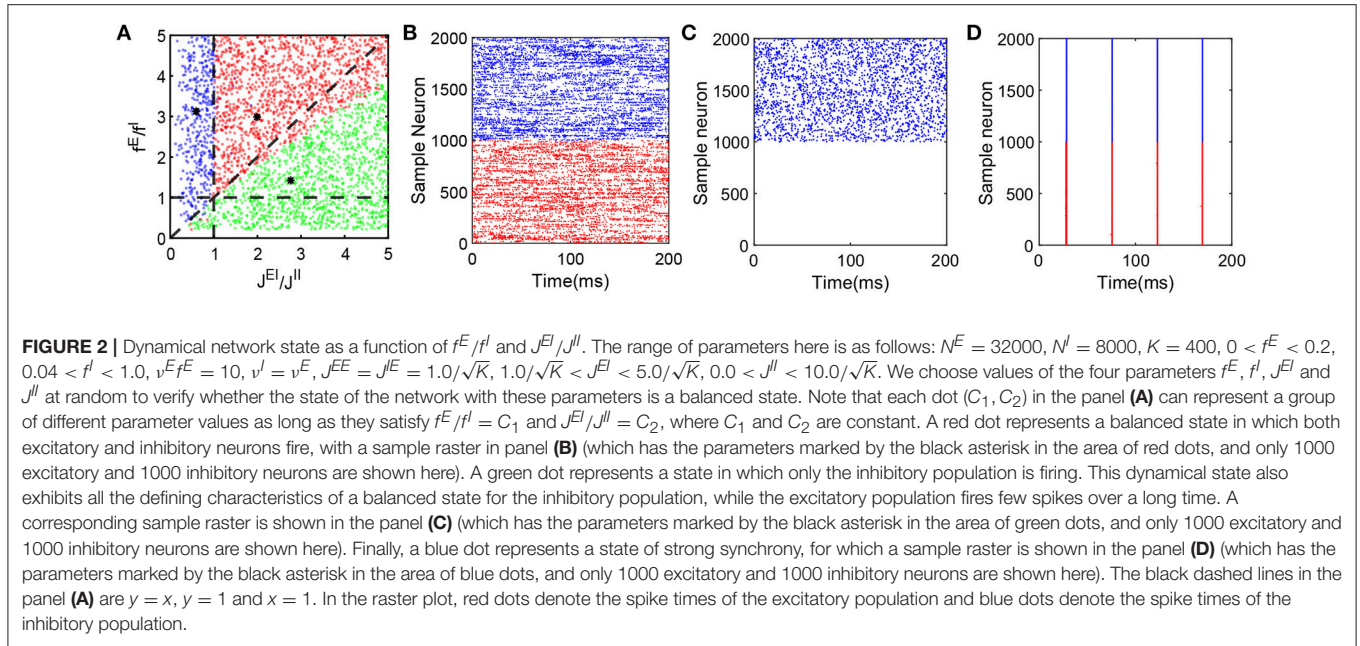 A
B
C
D
5
4
3
2
1
0
f^E/f^I
0 1 2 3 4 5
J^EI/J^II
2000
1500
1000
500
0
Sample Neuron
0 100 200
Time(ms)
2000
1500
1000
500
0
Sample neuron
0 100 200
Time(ms)
2000
1500
1000
500
0
Sample neuron
0 100 200
Time(ms)
FIGURE 2 | Dynamical network state as a function of f^E/f^I and J^EI/J^II. The range of parameters here is as follows: N^E = 32000, N^I = 8000, K = 400, 0 < f^E < 0.2,
0.04 < f^I < 1.0, ν^E f^E = 10, ν^I = ν^E, J^EE = J^IE = 1.0/√K, 1.0/√K < J^EI < 5.0/√K, 0.0 < J^II < 10.0/√K. We choose values of the four parameters f^E, f^I, J^EI and
J^II at random to verify whether the state of the network with these parameters is a balanced state. Note that each dot (C₁, C₂) in the panel (A) can represent a group
of different parameter values as long as they satisfy f^E/f^I = C₁ and J^EI/J^II = C₂, where C₁ and C₂ are constant. A red dot represents a balanced state in which both
excitatory and inhibitory neurons fire, with a sample raster in panel (B) (which has the parameters marked by the black asterisk in the area of red dots, and only 1000
excitatory and 1000 inhibitory neurons are shown here). A green dot represents a state in which only the inhibitory population is firing. This dynamical state also
exhibits all the defining characteristics of a balanced state for the inhibitory population, while the excitatory population fires few spikes over a long time. A
corresponding sample raster is shown in the panel (C) (which has the parameters marked by the black asterisk in the area of green dots, and only 1000 excitatory and
1000 inhibitory neurons are shown here). Finally, a blue dot represents a state of strong synchrony, for which a sample raster is shown in the panel (D) (which has the
parameters marked by the black asterisk in the area of blue dots, and only 1000 excitatory and 1000 inhibitory neurons are shown here). The black dashed lines in the
panel (A) are y = x, y = 1 and x = 1. In the raster plot, red dots denote the spike times of the excitatory population and blue dots denote the spike times of the
inhibitory population.